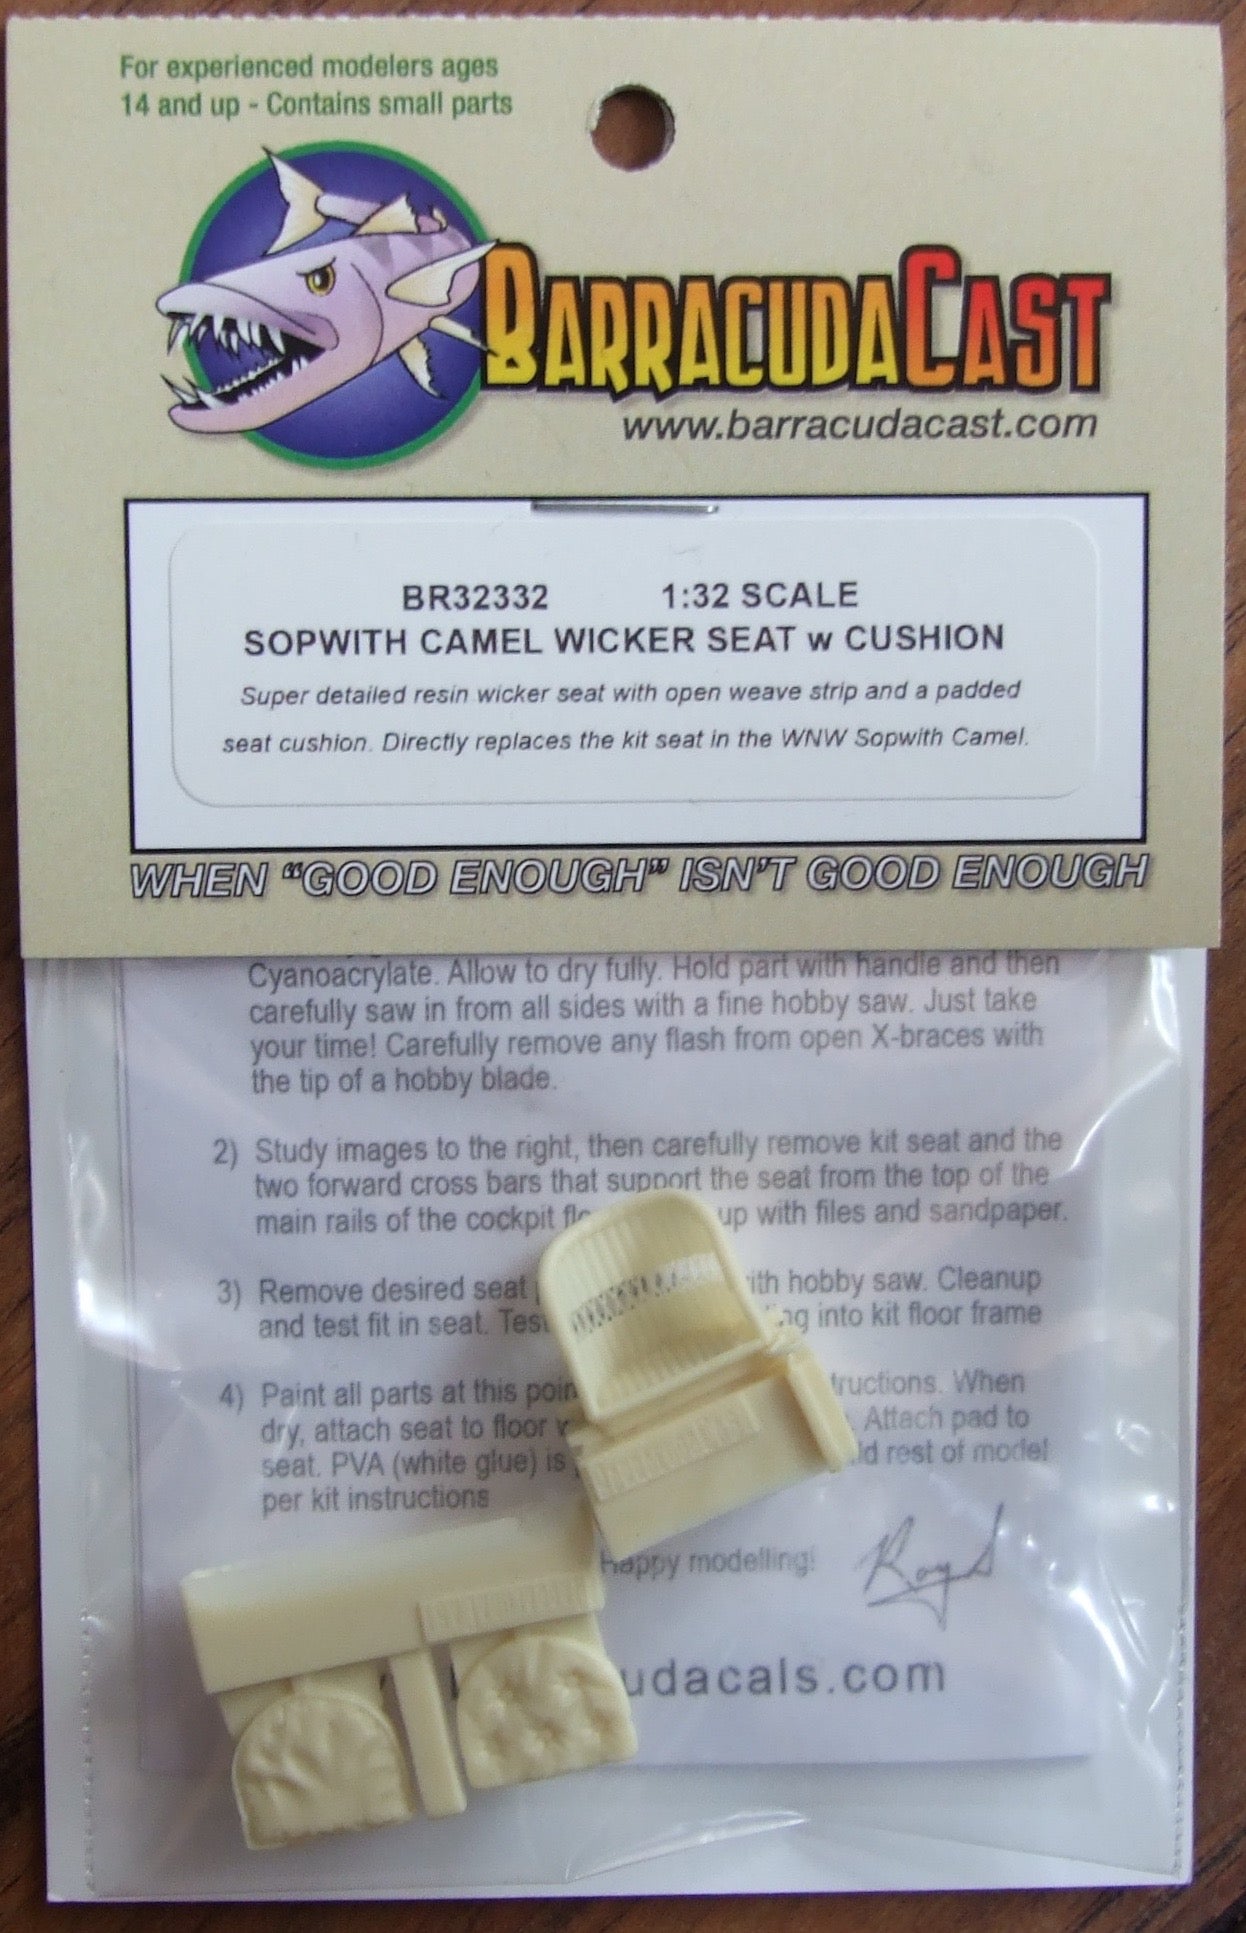 For experienced modelers ages
14 and up - Contains small parts
BARRACUDACAST
www.barracudacast.com
BR32332 1:32 SCALE
SOPWITH CAMEL WICKER SEAT w CUSHION
Super detailed resin wicker seat with open weave strip and a padded
seat cushion. Directly replaces the kit seat in the WNW Sopwith Camel.
WHEN "GOOD ENOUGH" ISN'T GOOD ENOUGH
Cyanoacrylate. Allow to dry fully. Hold part with handle and then
carefully saw in from all sides with a fine hobby saw. Just take
your time! Carefully remove any flash from open X-braces with
the tip of a hobby blade.
2) Study images to the right, then carefully remove kit seat and the
two forward cross bars that support the seat from the top of the
main rails of the cockpit up with files and sandpaper.
3) Remove desired seat with hobby saw. Cleanup
and test fit in seat. into kit floor frame
4) Paint all parts at this When
dry, attach seat to floor Attach pad to
seat. PVA (white glue) is rest of model
per kit instructions
Happy modelling! Roy S
udacals.com